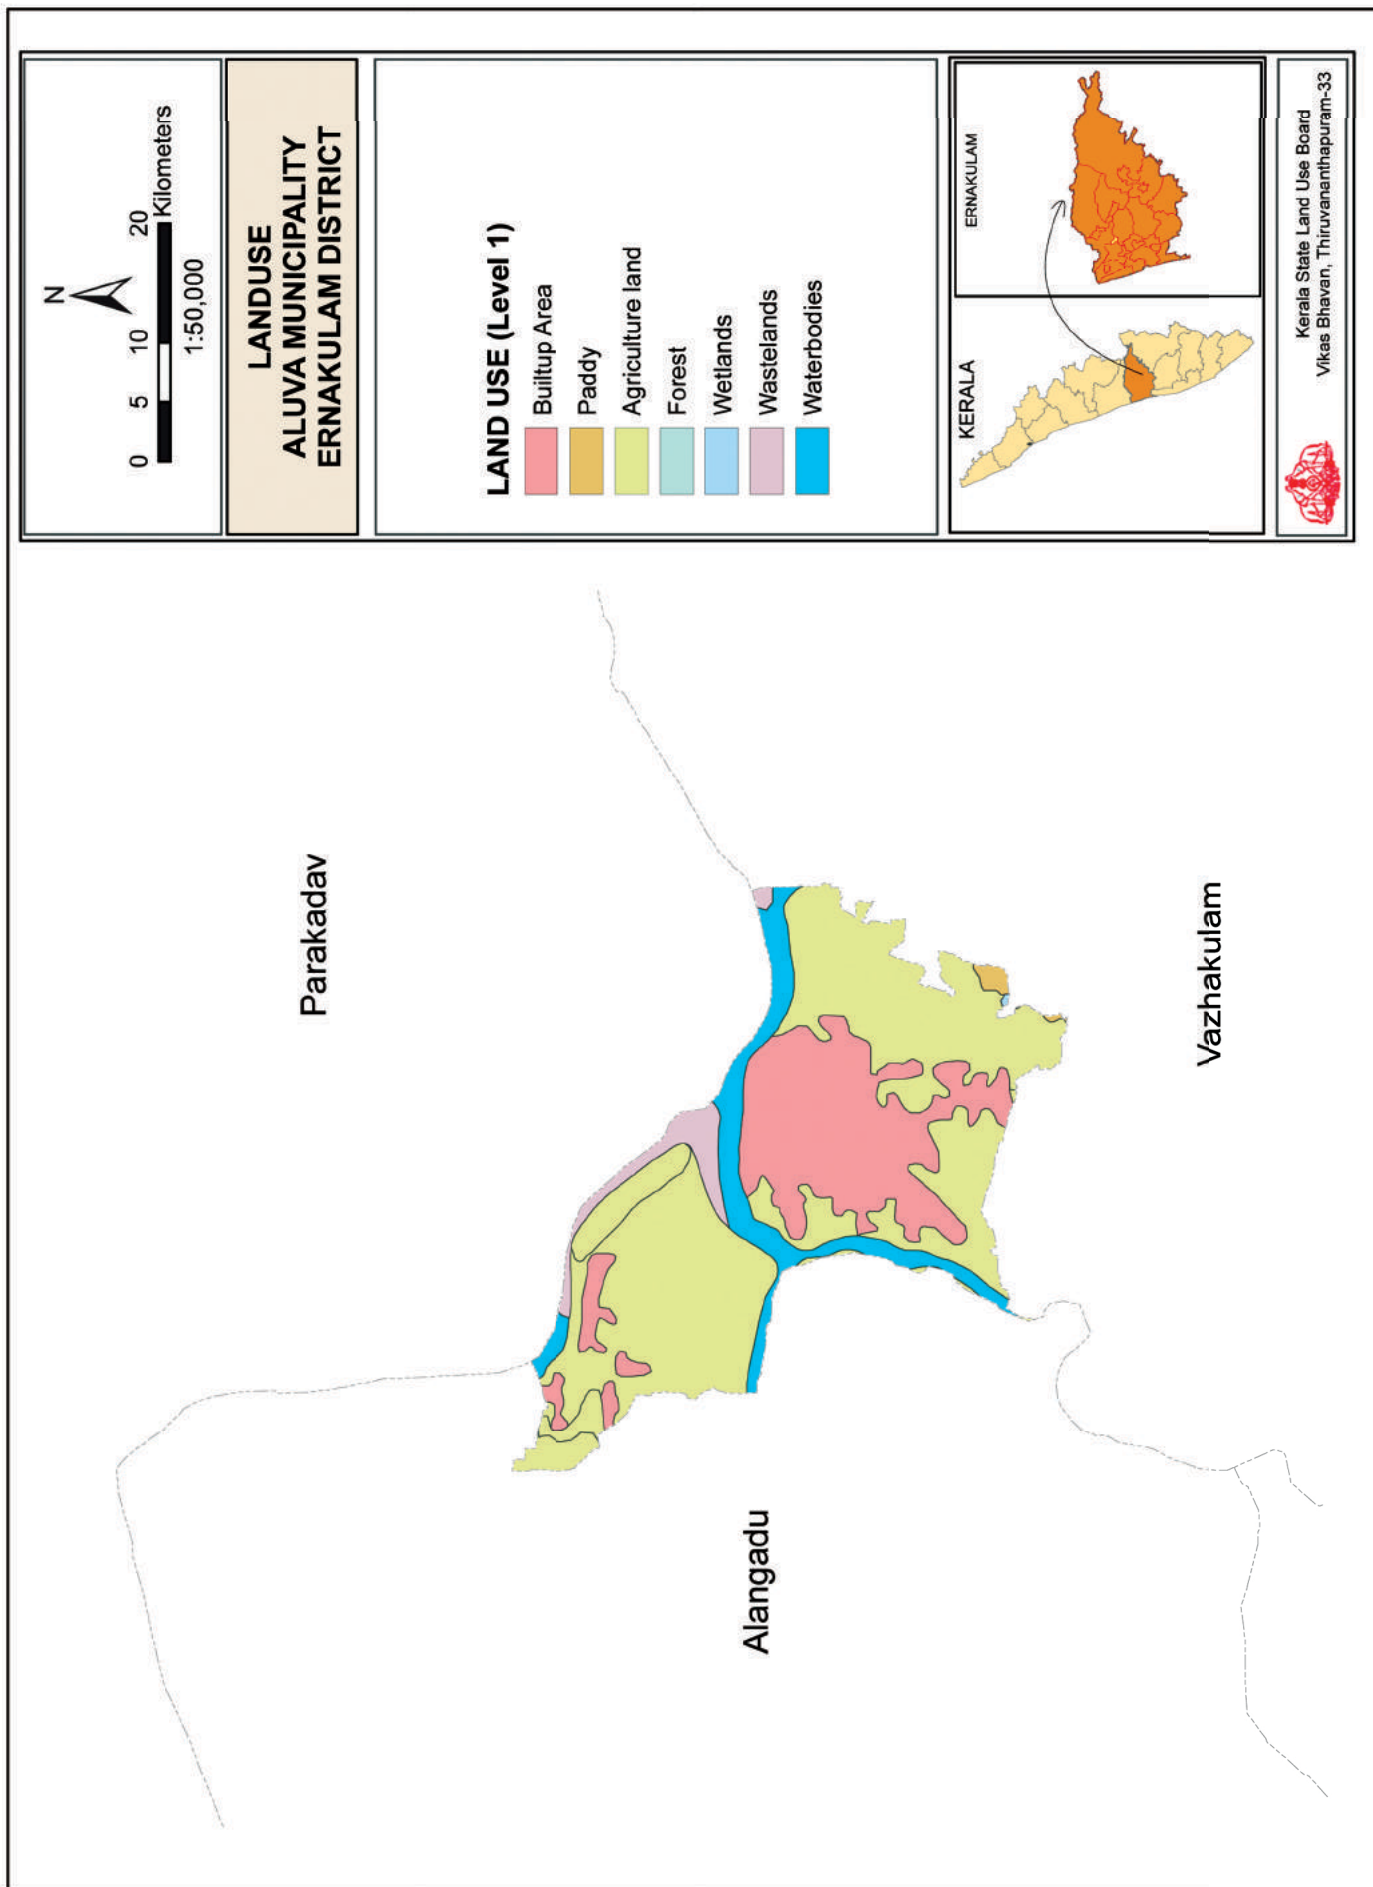 N
0 5 10 20
Kilometers
1:50,000
LANDUSE
ALUVA MUNICIPALITY
ERNAKULAM DISTRICT
LAND USE (Level 1)
Builtup Area
Paddy
Agriculture land
Forest
Wetlands
Wastelands
Waterbodies
KERALA
ERNAKULAM
Kerala State Land Use Board
Vikas Bhavan, Thiruvananthapuram-33
Parakadav
Alangadu
Vazhakulam